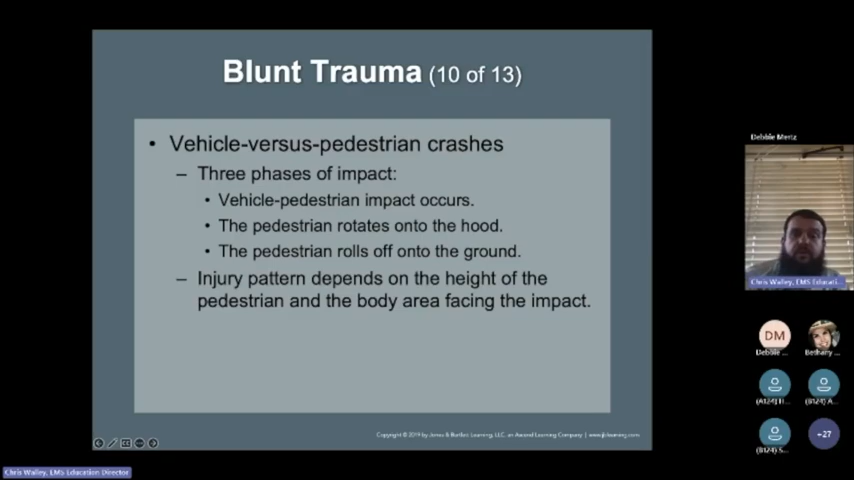 Blunt Trauma (10 of 13)
• Vehicle-versus-pedestrian crashes
– Three phases of impact:
• Vehicle-pedestrian impact occurs.
• The pedestrian rotates onto the hood.
• The pedestrian rolls off onto the ground.
– Injury pattern depends on the height of the
pedestrian and the body area facing the impact.
Copyright © 2019 by Jones & Bartlett Learning, LLC, an Ascend Learning Company | www.jblearning.com
Debbie Mertz
Chris Walley, EMS Educati...
DM
Debbie ...
Bethany ...
+27
Chris Walley, EMS Education Director